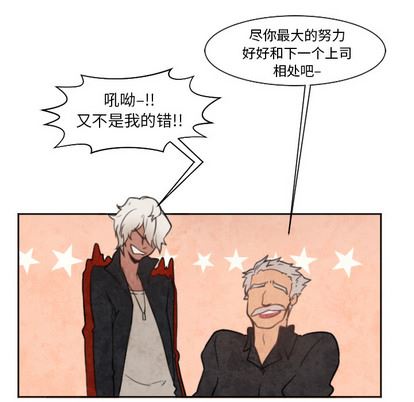 尽你最大的努力
好好和下一个上司
相处吧–
吼呦–!!
又不是我的错!!